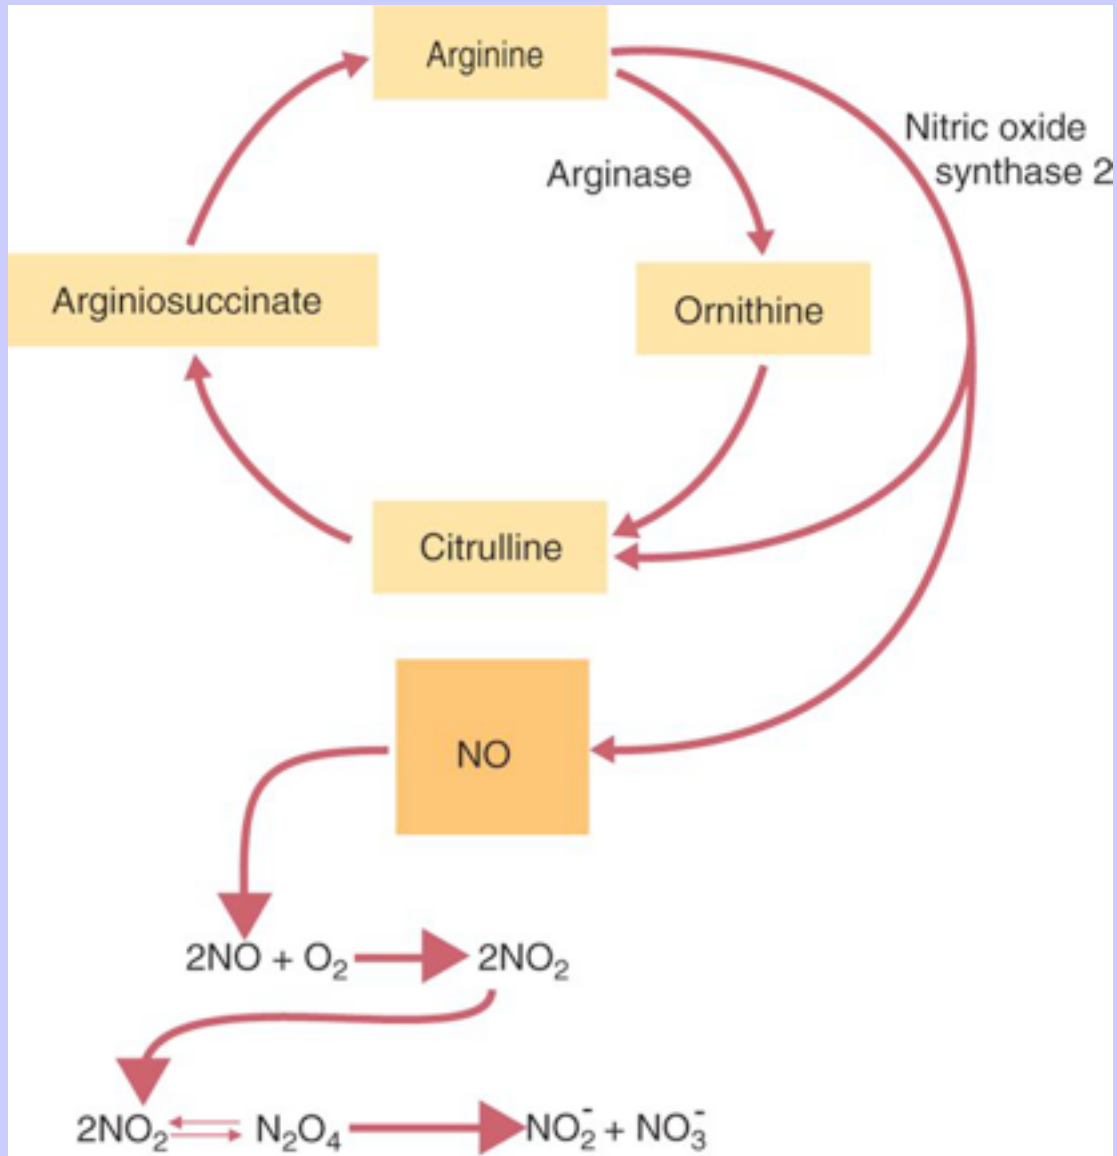 Arginine
Nitric oxide
synthase 2
Arginase
Arginiosuccinate
Ornithine
Citrulline
NO
2NO + O₂ → 2NO₂
2NO₂ ⇌ N₂O₄ → NO₂⁻ + NO₃⁻